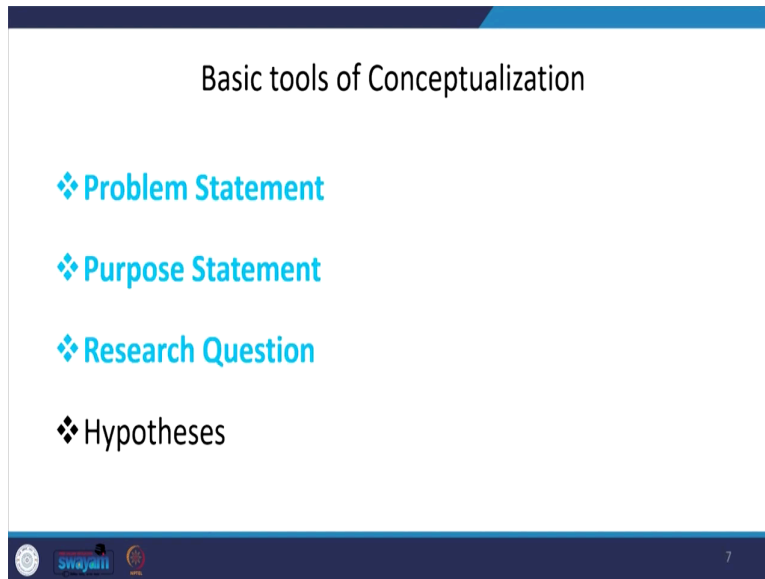 Basic tools of Conceptualization
❖ Problem Statement
❖ Purpose Statement
❖ Research Question
❖ Hypotheses
swayam
7